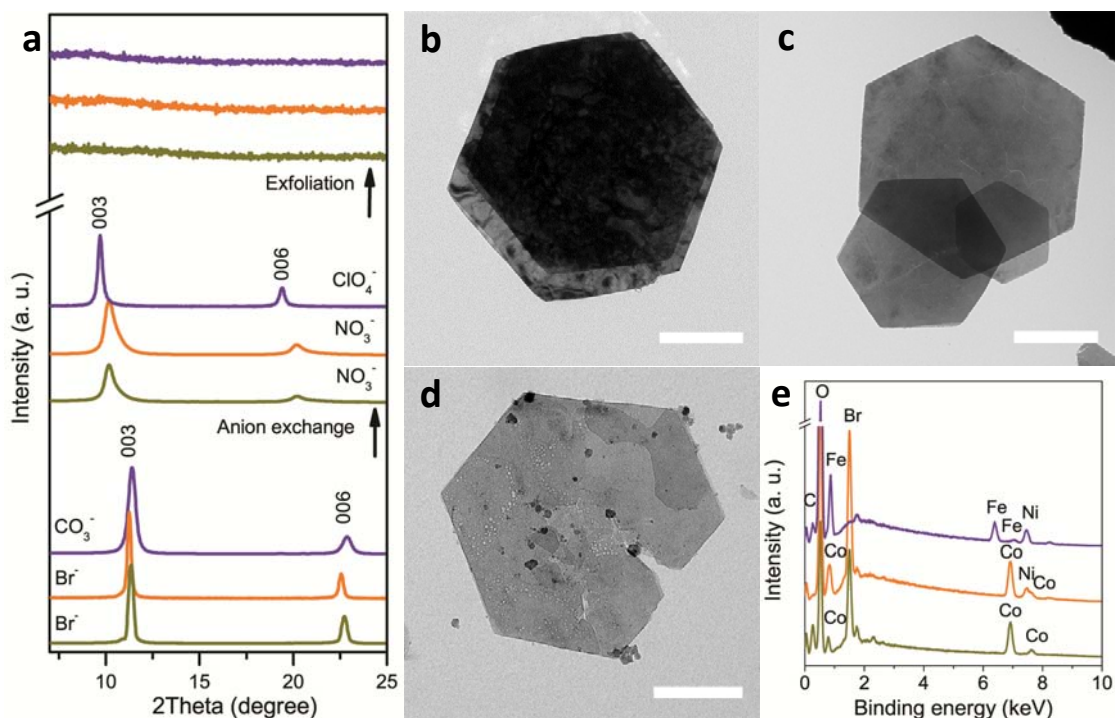 a
Exfoliation
003
006
ClO₄⁻
NO₃⁻
NO₃⁻
Anion exchange
003
006
CO₃⁻
Br⁻
Br⁻
10 15 20 25
2Theta (degree)
Intensity (a. u.)
b
c
d
e
O
Br
Fe
C
Fe
Fe
Ni
Co
Co
Ni
Co
Co
Co
Co
0 2 4 6 8 10
Binding energy (keV)
Intensity (a. u.)